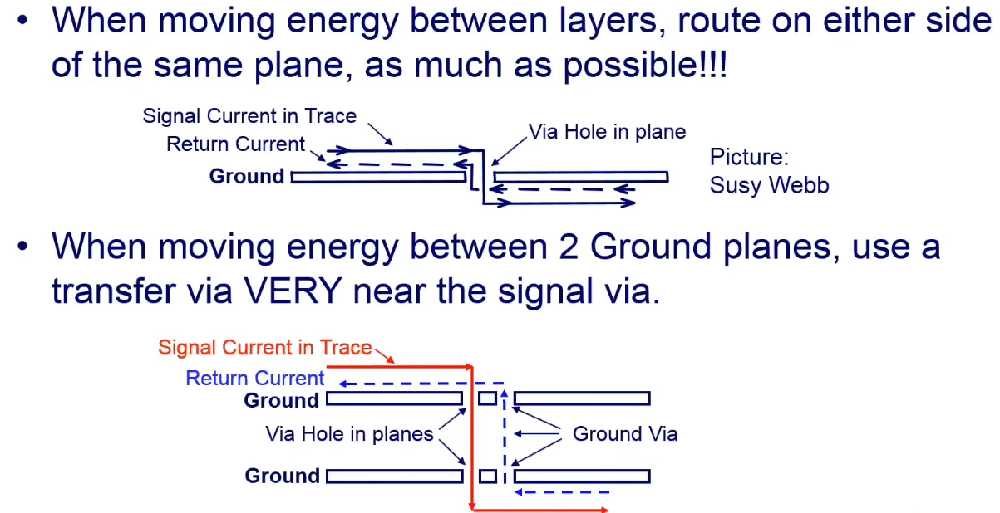 • When moving energy between layers, route on either side
of the same plane, as much as possible!!!
Signal Current in Trace
Via Hole in plane
Return Current
Picture:
Ground
Susy Webb
• When moving energy between 2 Ground planes, use a
transfer via VERY near the signal via.
Signal Current in Trace
Return Current
Ground
Via Hole in planes
Ground Via
Ground